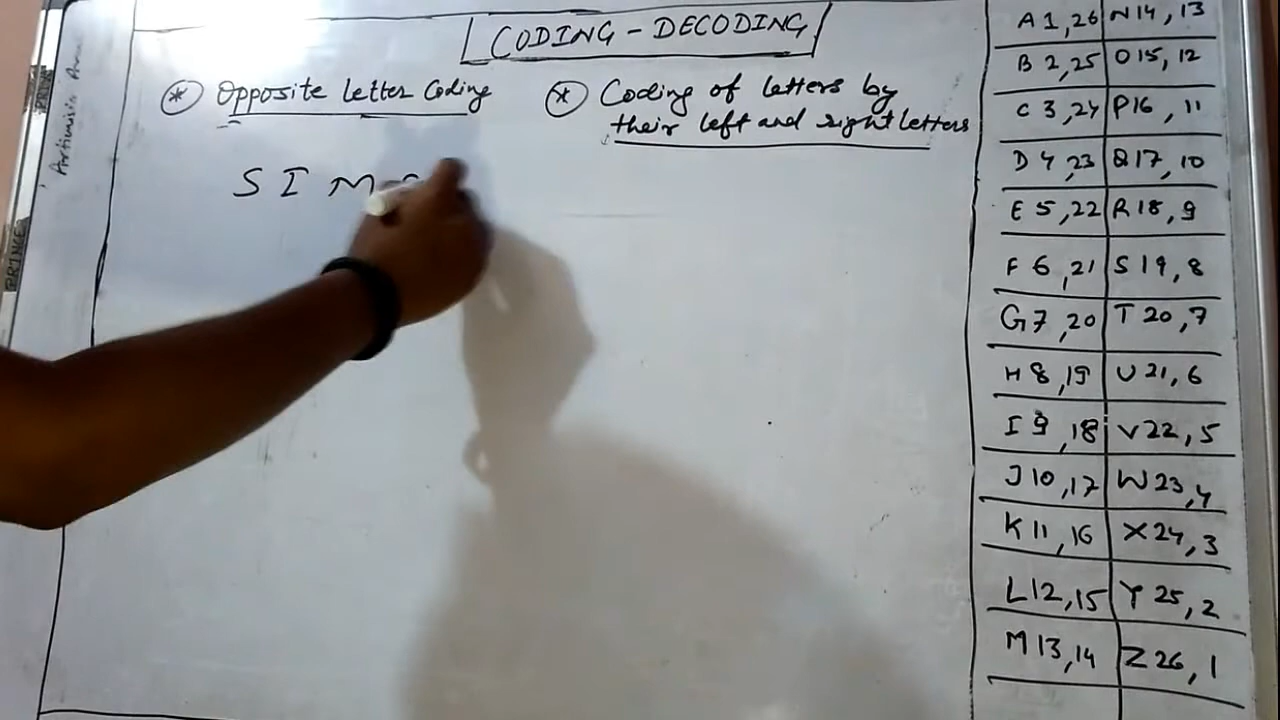 CODING - DECODING
* Opposite Letter Coding
* Coding of letters by
their left and right letters
S I M
A 1, 26 N 14, 13
B 2, 25 O 15, 12
C 3, 24 P 16, 11
D 4, 23 Q 17, 10
E 5, 22 R 18, 9
F 6, 21 S 19, 8
G 7, 20 T 20, 7
H 8, 19 U 21, 6
I 9, 18 V 22, 5
J 10, 17 W 23, 4
K 11, 16 X 24, 3
L 12, 15 Y 25, 2
M 13, 14 Z 26, 1
PRINCE